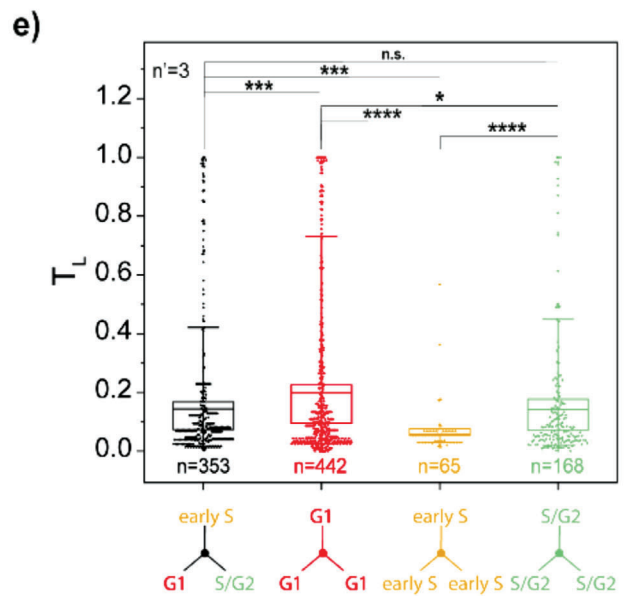 e)
n'=3
n.s.
***
***
*
****
****
T_L
1.2
1.0
0.8
0.6
0.4
0.2
0.0
n=353 n=442 n=65 n=168
early S G1 early S S/G2
G1 S/G2 G1 G1 early S early S S/G2 S/G2